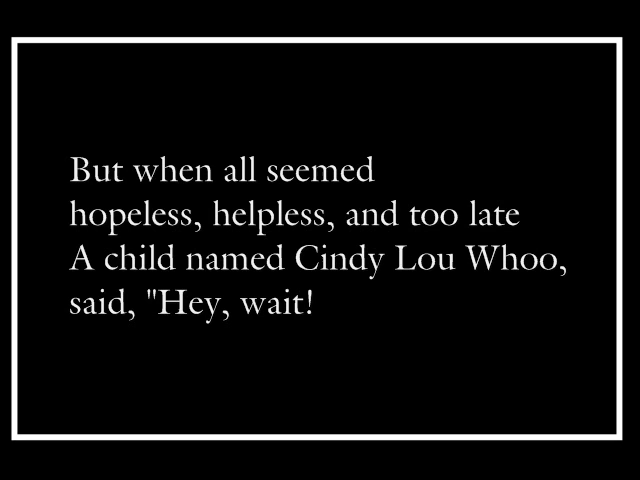 But when all seemed
hopeless, helpless, and too late
A child named Cindy Lou Whoo,
said, "Hey, wait!